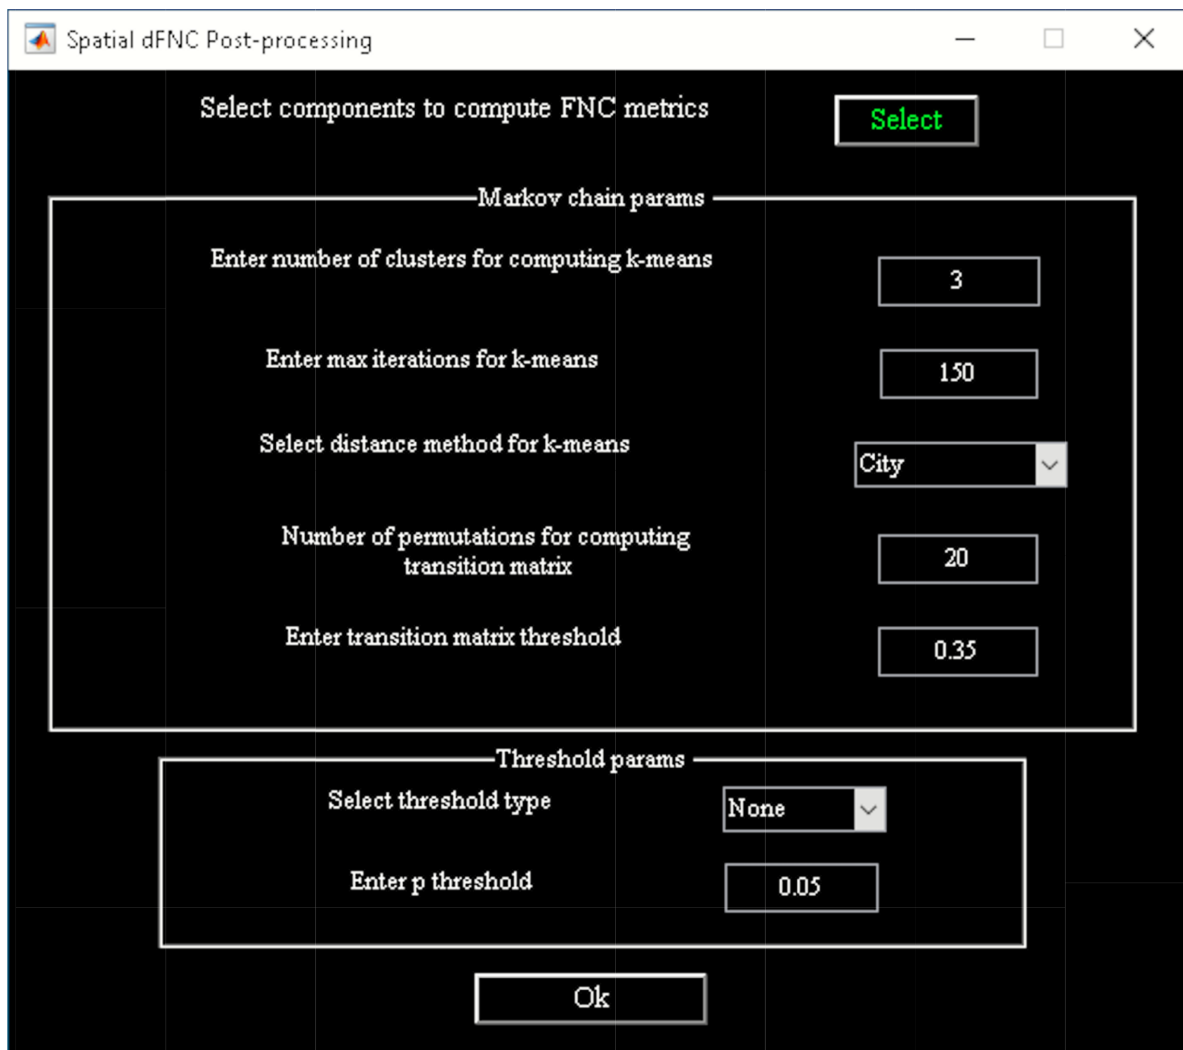 Spatial dFNC Post-processing
Select components to compute FNC metrics
Select
Markov chain params
Enter number of clusters for computing k-means
3
Enter max iterations for k-means
150
Select distance method for k-means
City
Number of permutations for computing
transition matrix
20
Enter transition matrix threshold
0.35
Threshold params
Select threshold type
None
Enter p threshold
0.05
Ok